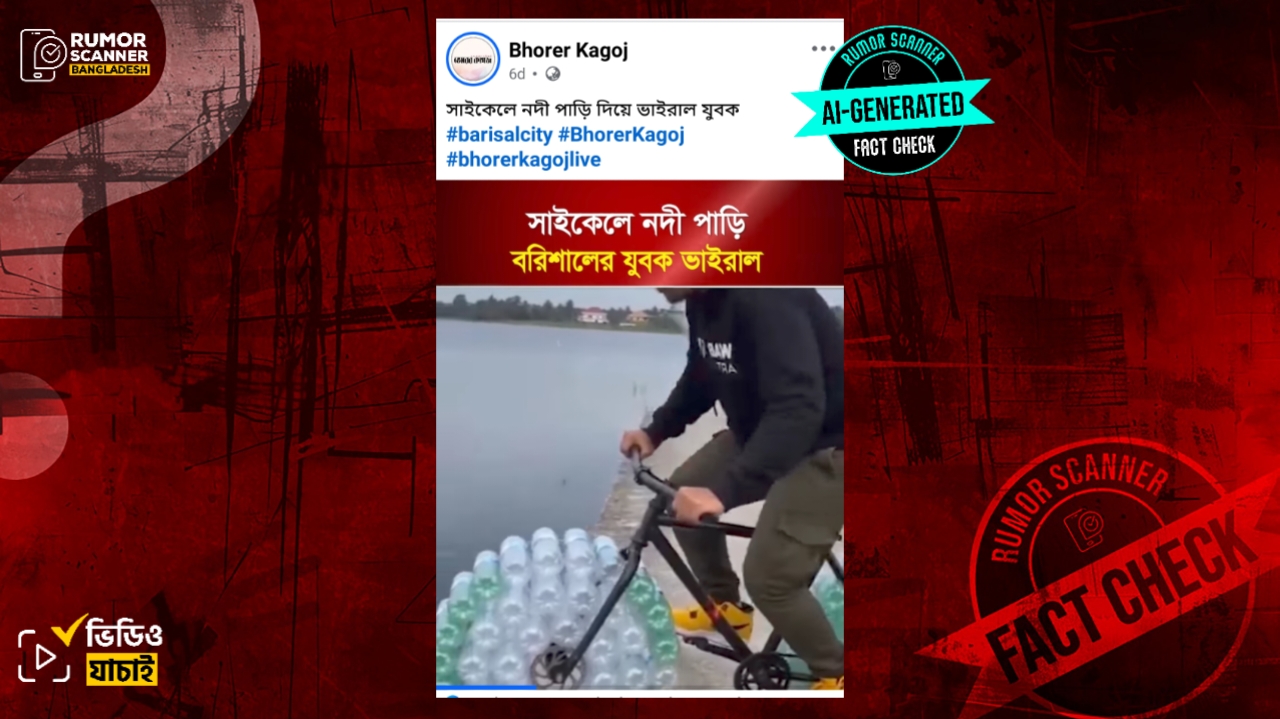 RUMOR
SCANNER
BANGLADESH
Bhorer Kagoj
6d
সাইকেলে নদী পাড়ি দিয়ে ভাইরাল যুবক
#barisalcity #BhorerKagoj
#bhorerkagojlive
RUMOR SCANNER
AI-GENERATED
FACT CHECK
সাইকেলে নদী পাড়ি
বরিশালের যুবক ভাইরাল
RUMOR SCANNER
FACT CHECK
ভিডিও
যাচাই